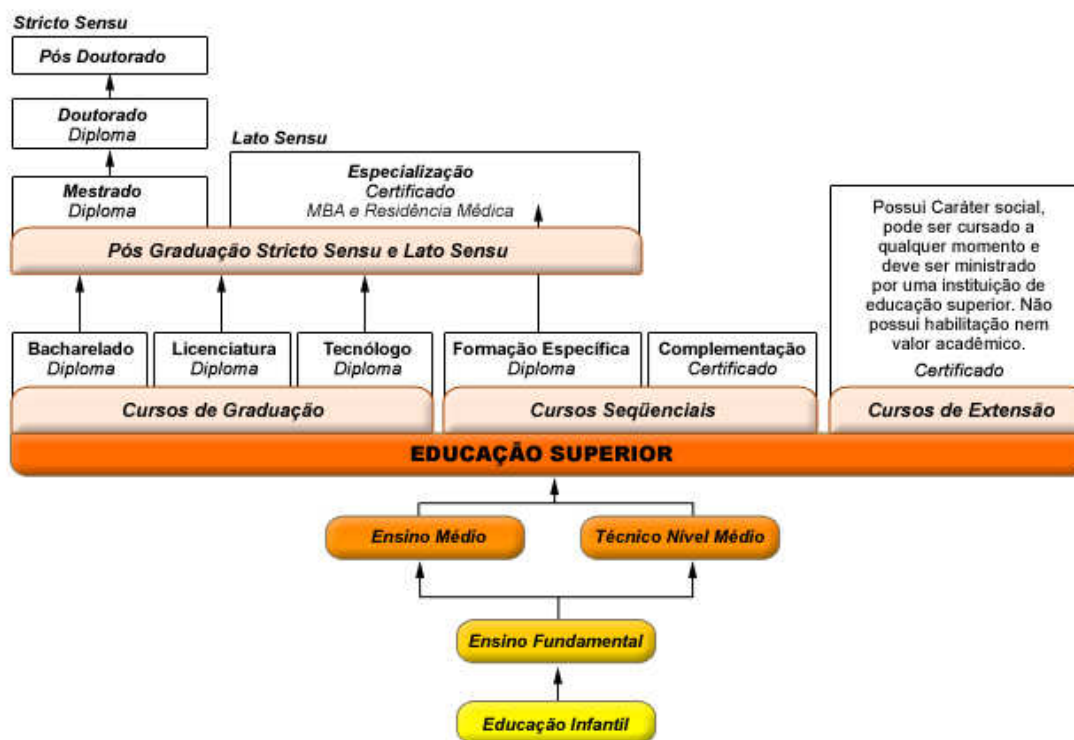 Stricto Sensu
Pós Doutorado
Doutorado
Diploma
Mestrado
Diploma
Lato Sensu
Especialização
Certificado
MBA e Residência Médica
Pós Graduação Stricto Sensu e Lato Sensu
Possui Caráter social,
pode ser cursado a
qualquer momento e
deve ser ministrado
por uma instituição de
educação superior. Não
possui habilitação nem
valor acadêmico.
Certificado
Bacharelado
Diploma
Licenciatura
Diploma
Tecnólogo
Diploma
Formação Específica
Diploma
Complementação
Certificado
Cursos de Graduação
Cursos Seqüenciais
Cursos de Extensão
EDUCAÇÃO SUPERIOR
Ensino Médio
Técnico Nível Médio
Ensino Fundamental
Educação Infantil